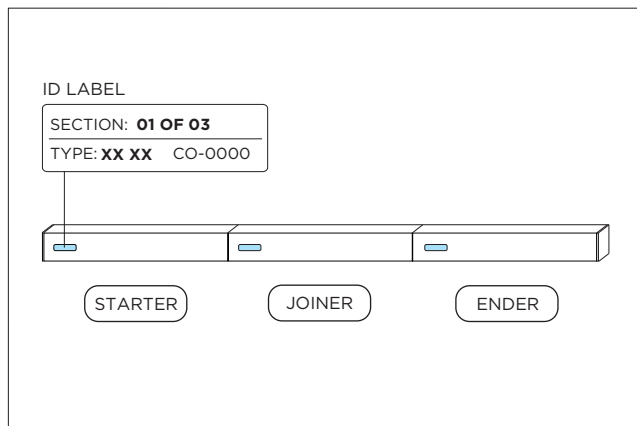 ID LABEL
SECTION: 01 OF 03
TYPE: XX XX CO-0000
STARTER
JOINER
ENDER